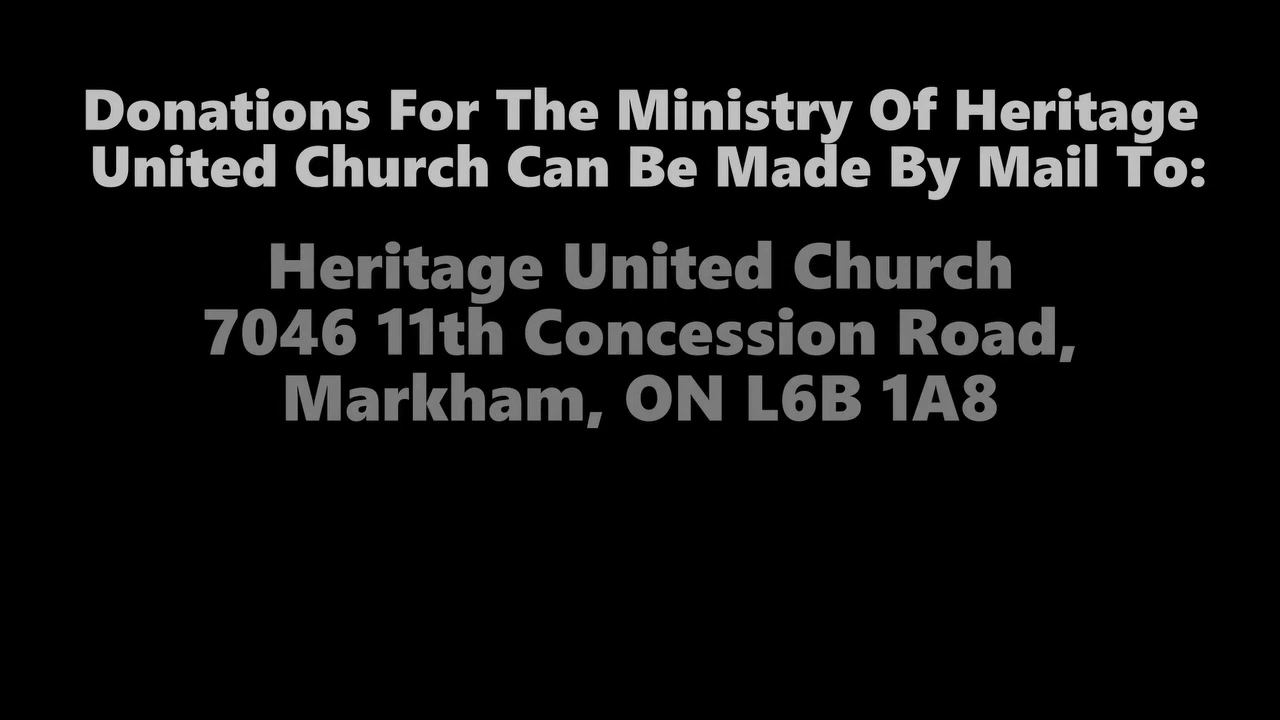 Donations For The Ministry Of Heritage
United Church Can Be Made By Mail To:
Heritage United Church
7046 11th Concession Road,
Markham, ON L6B 1A8